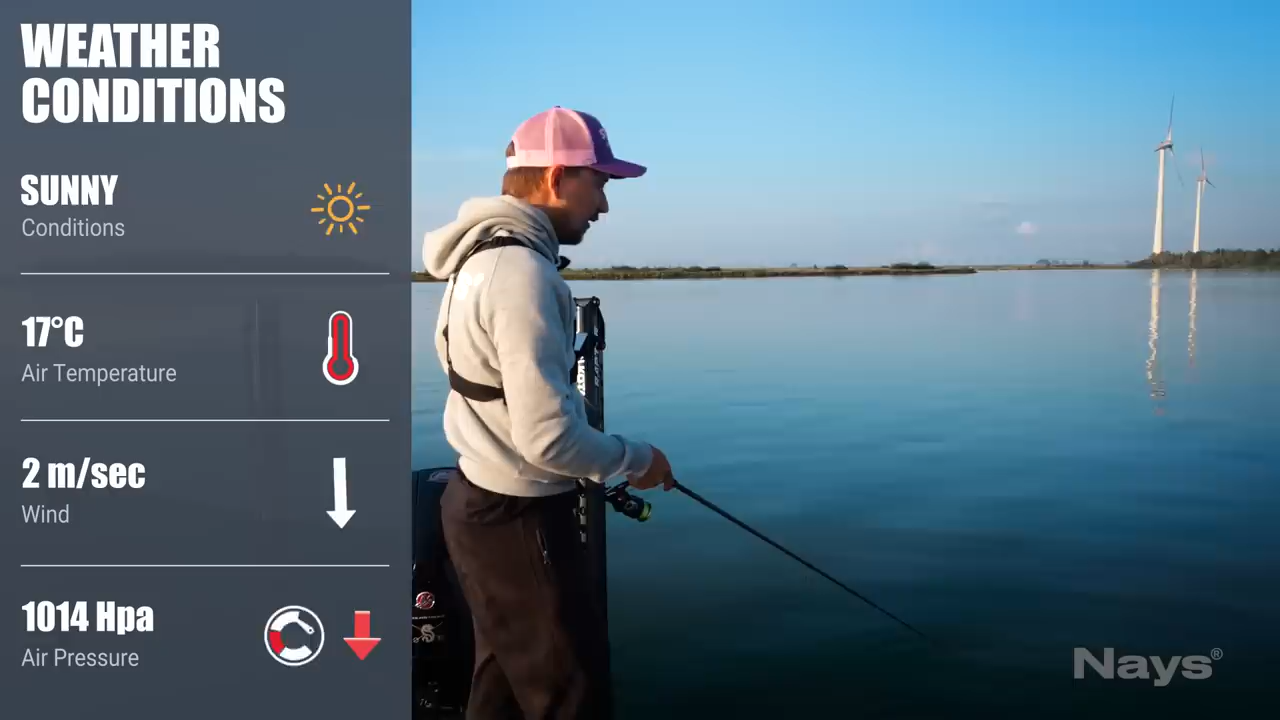 WEATHER
CONDITIONS
SUNNY
Conditions
17°C
Air Temperature
2 m/sec
Wind
1014 Hpa
Air Pressure
Nays®